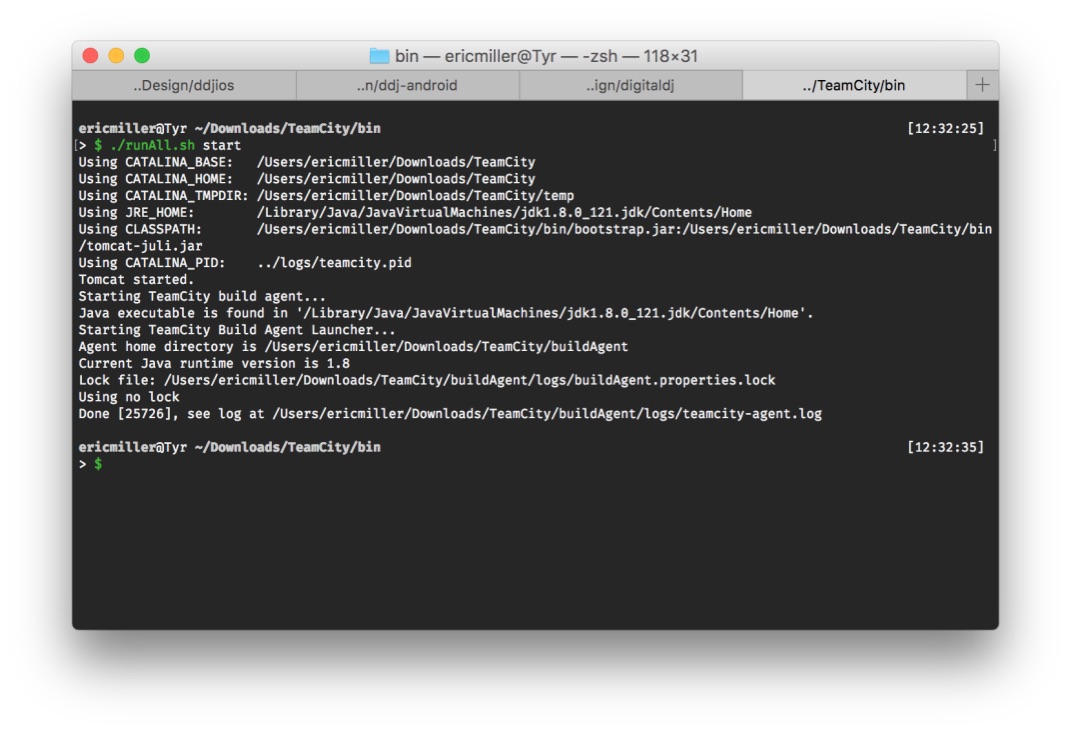 bin — ericmiller@Tyr — -zsh — 118×31
..Design/ddjios
..n/ddj-android
..ign/digitaldj
../TeamCity/bin
+
ericmiller@Tyr ~/Downloads/TeamCity/bin [12:32:25]
[> $ ./runAll.sh start ]
Using CATALINA_BASE:   /Users/ericmiller/Downloads/TeamCity
Using CATALINA_HOME:   /Users/ericmiller/Downloads/TeamCity
Using CATALINA_TMPDIR: /Users/ericmiller/Downloads/TeamCity/temp
Using JRE_HOME:        /Library/Java/JavaVirtualMachines/jdk1.8.0_121.jdk/Contents/Home
Using CLASSPATH:       /Users/ericmiller/Downloads/TeamCity/bin/bootstrap.jar:/Users/ericmiller/Downloads/TeamCity/bin
/tomcat-juli.jar
Using CATALINA_PID:    ../logs/teamcity.pid
Tomcat started.
Starting TeamCity build agent...
Java executable is found in '/Library/Java/JavaVirtualMachines/jdk1.8.0_121.jdk/Contents/Home'.
Starting TeamCity Build Agent Launcher...
Agent home directory is /Users/ericmiller/Downloads/TeamCity/buildAgent
Current Java runtime version is 1.8
Lock file: /Users/ericmiller/Downloads/TeamCity/buildAgent/logs/buildAgent.properties.lock
Using no lock
Done [25726], see log at /Users/ericmiller/Downloads/TeamCity/buildAgent/logs/teamcity-agent.log
ericmiller@Tyr ~/Downloads/TeamCity/bin [12:32:35]
> $